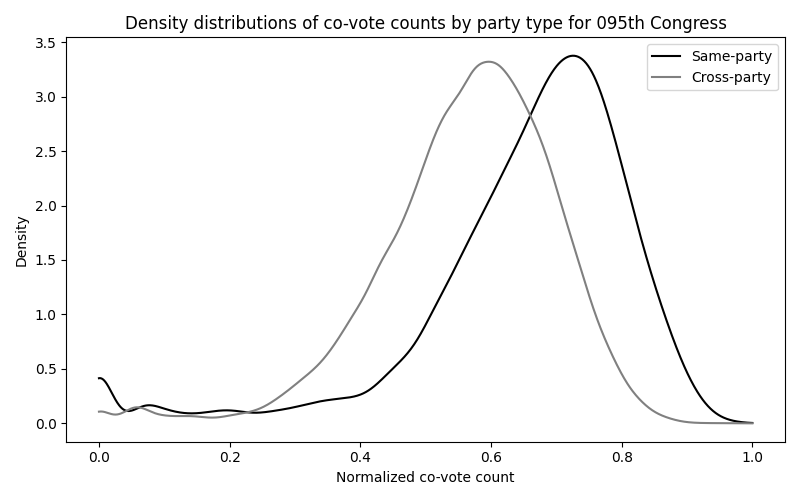 Density distributions of co-vote counts by party type for 095th Congress
Same-party
Cross-party
3.5
3.0
2.5
2.0
1.5
1.0
0.5
0.0
Density
0.0 0.2 0.4 0.6 0.8 1.0
Normalized co-vote count